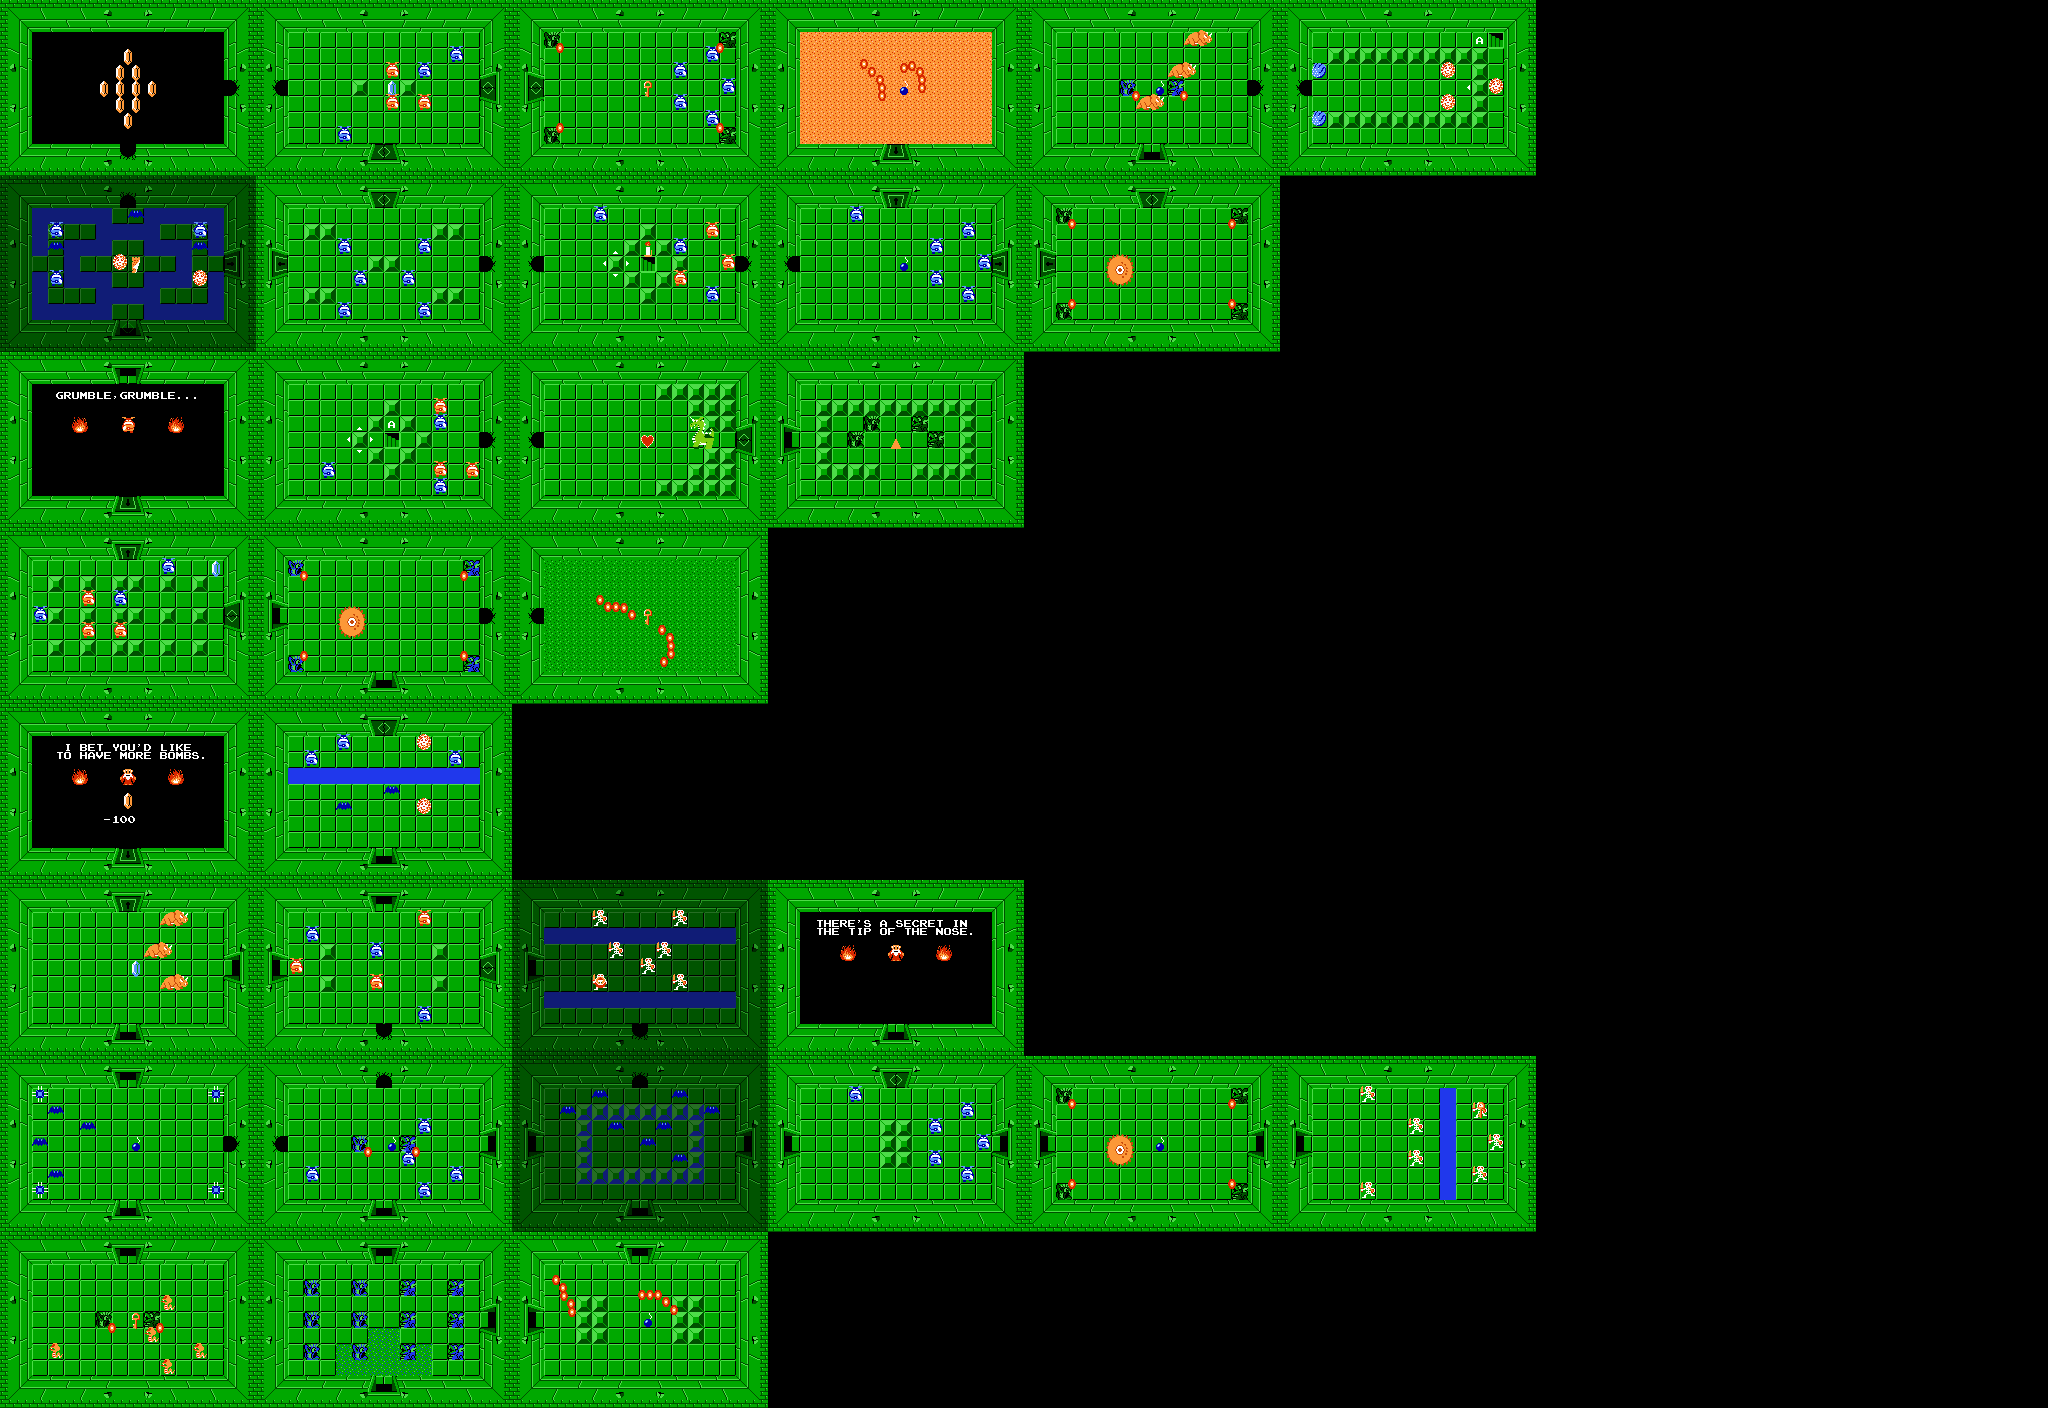 A
GRUMBLE,GRUMBLE...
A
I BET YOU'D LIKE
TO HAVE MORE BOMBS.
-100
THERE'S A SECRET IN
THE TIP OF THE NOSE.